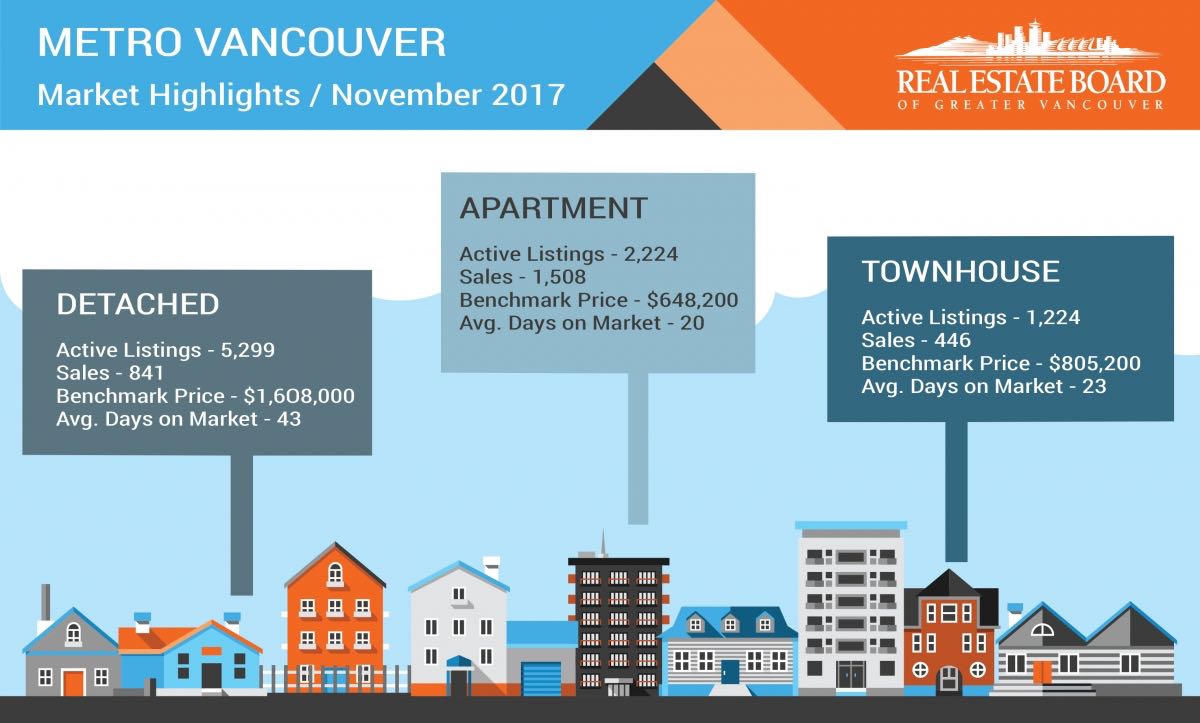 METRO VANCOUVER
Market Highlights / November 2017
REAL ESTATE BOARD
OF GREATER VANCOUVER
APARTMENT
Active Listings - 2,224
Sales - 1,508
Benchmark Price - $648,200
Avg. Days on Market - 20
TOWNHOUSE
Active Listings - 1,224
Sales - 446
Benchmark Price - $805,200
Avg. Days on Market - 23
DETACHED
Active Listings - 5,299
Sales - 841
Benchmark Price - $1,6O8,000
Avg. Days on Market - 43